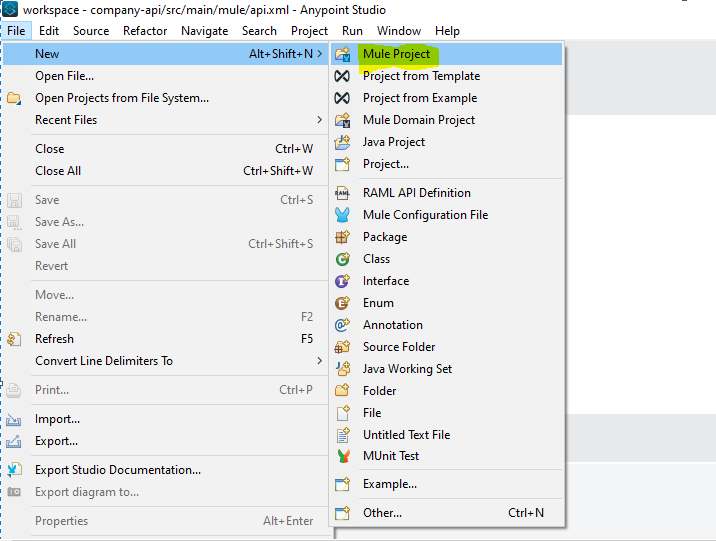 workspace - company-api/src/main/mule/api.xml - Anypoint Studio
File Edit Source Refactor Navigate Search Project Run Window Help
New Alt+Shift+N >
Open File...
Open Projects from File System...
Recent Files >
Close Ctrl+W
Close All Ctrl+Shift+W
Save Ctrl+S
Save As...
Save All Ctrl+Shift+S
Revert
Move...
Rename... F2
Refresh F5
Convert Line Delimiters To >
Print... Ctrl+P
Import...
Export...
Export Studio Documentation...
Export diagram to...
Properties Alt+Enter
Mule Project
Project from Template
Project from Example
Mule Domain Project
Java Project
Project...
RAML RAML API Definition
Mule Configuration File
Package
Class
Interface
Enum
Annotation
Source Folder
Java Working Set
Folder
File
Untitled Text File
MUnit Test
Example...
Other... Ctrl+N